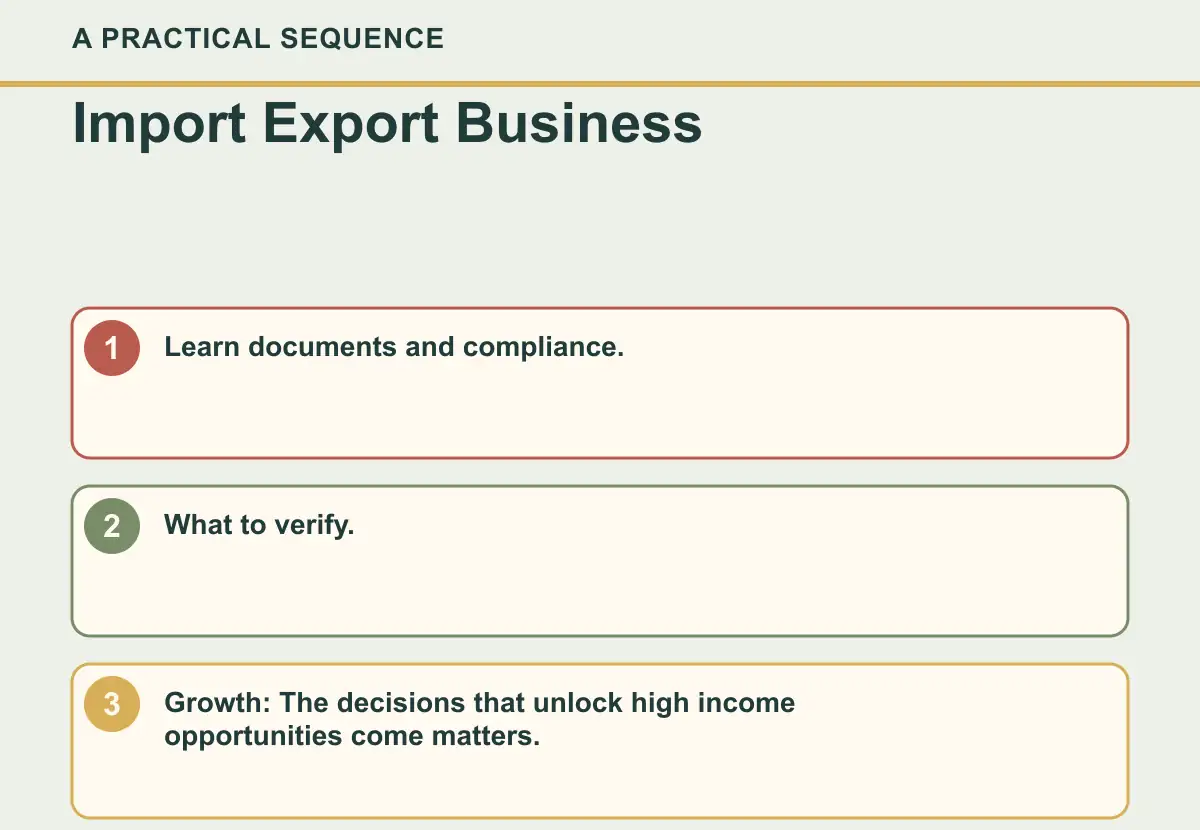 A PRACTICAL SEQUENCE
Import Export Business
1
Learn documents and compliance.
2
What to verify.
3
Growth: The decisions that unlock high income
opportunities come matters.